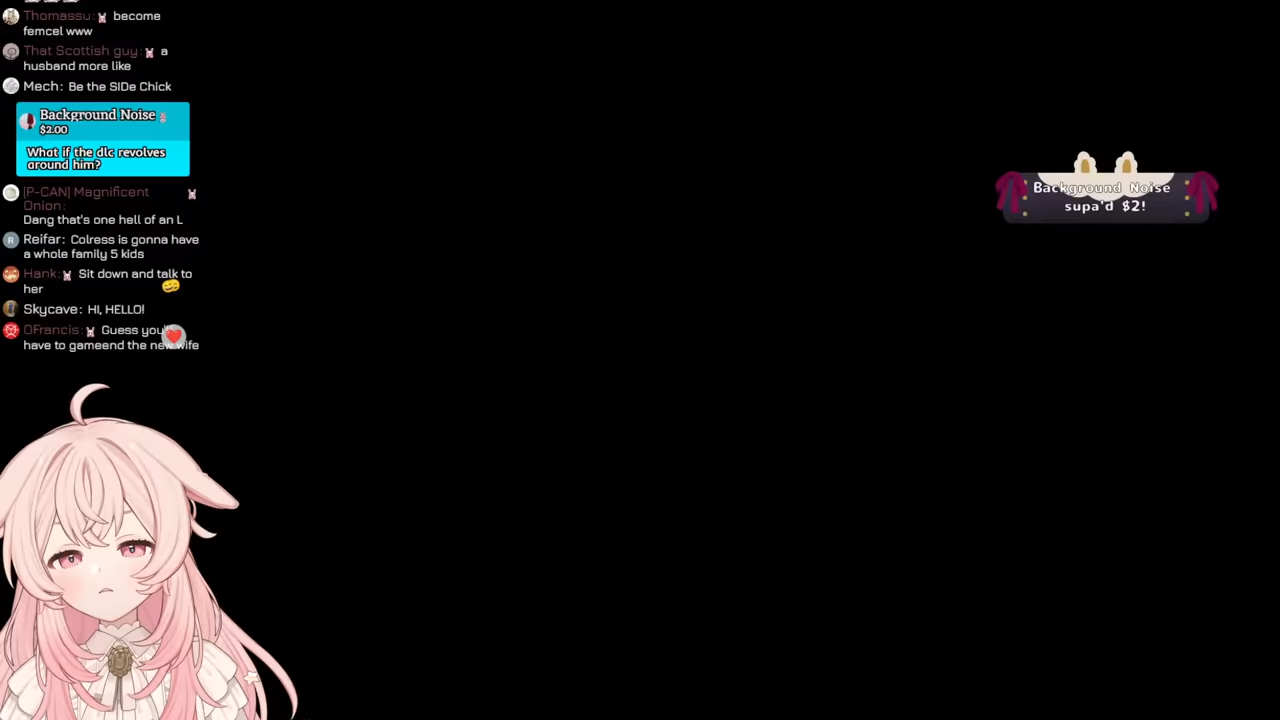 Thomassu: become
femcel www
That Scottish guy: a
husband more like
Mech: Be the SIDe Chick
Background Noise
$2.00
What if the dlc revolves
around him?
[P-CAN] Magnificent
Onion:
Dang that's one hell of an L
Reifar: Colress is gonna have
a whole family 5 kids
Hank: Sit down and talk to
her
Skycave: HI, HELLO!
OFrancis: Guess you'll
have to gameend the new wife
Background Noise
supa'd $2!
R